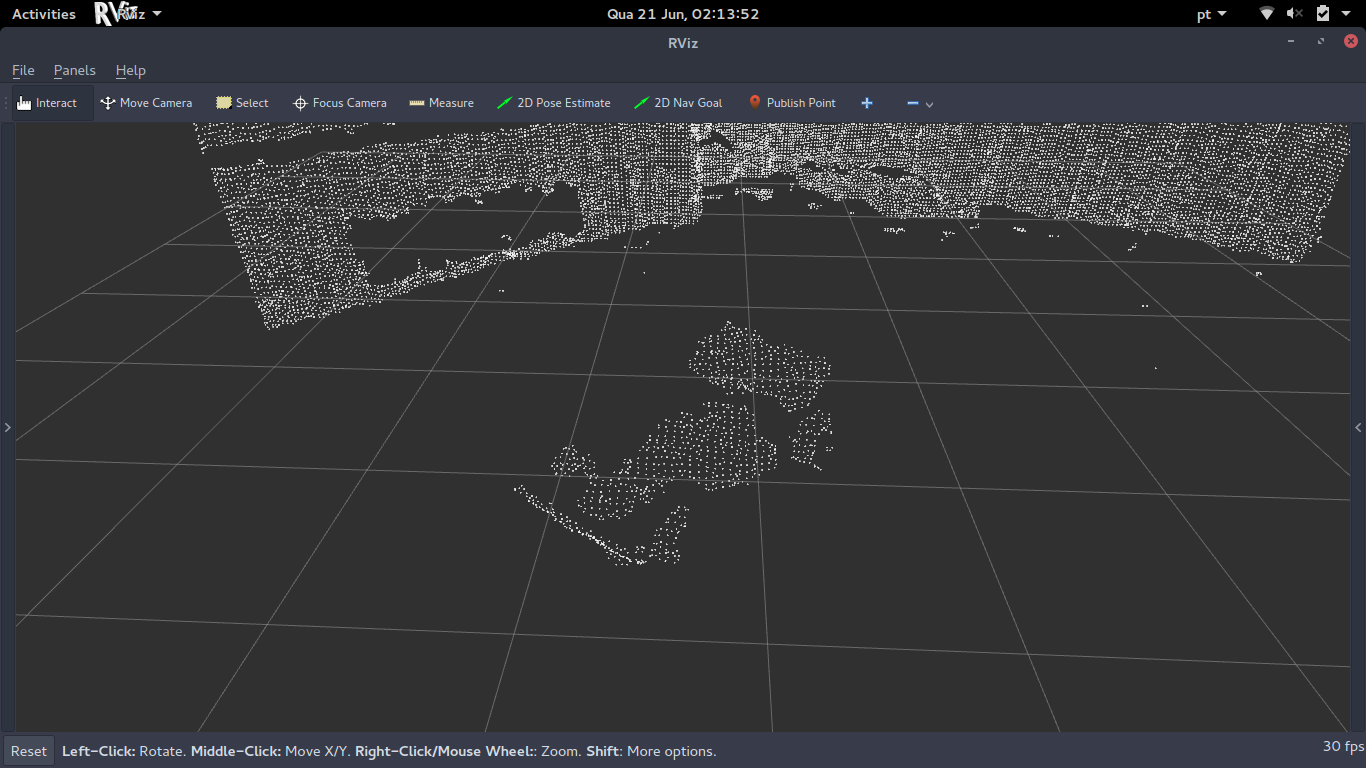 Activities RViz RViz Qua 21 Jun, 02:13:52 pt
RViz
File Panels Help
Interact Move Camera Select Focus Camera Measure 2D Pose Estimate 2D Nav Goal Publish Point
Reset Left-Click: Rotate. Middle-Click: Move X/Y. Right-Click/Mouse Wheel:: Zoom. Shift: More options. 30 fps